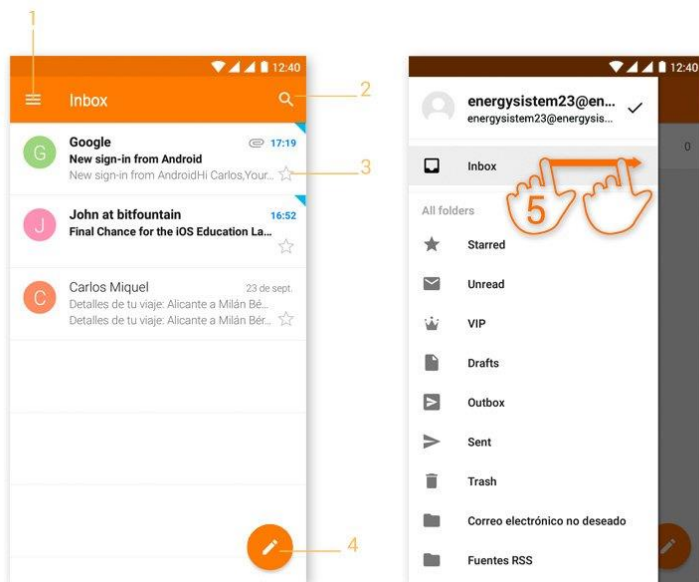 1
12:40
Inbox
2
G
Google
17:19
New sign-in from Android
New sign-in from AndroidHi Carlos,Your...
3
J
John at bitfountain
16:52
Final Chance for the iOS Education La...
C
Carlos Miquel
23 de sept.
Detalles de tu viaje: Alicante a Milán Bé...
Detalles de tu viaje: Alicante a Milán Bér...
4
12:40
energysistem23@en...
energysistem23@energysis...
Inbox
0
5
All folders
Starred
Unread
VIP
Drafts
Outbox
Sent
Trash
Correo electrónico no deseado
Fuentes RSS